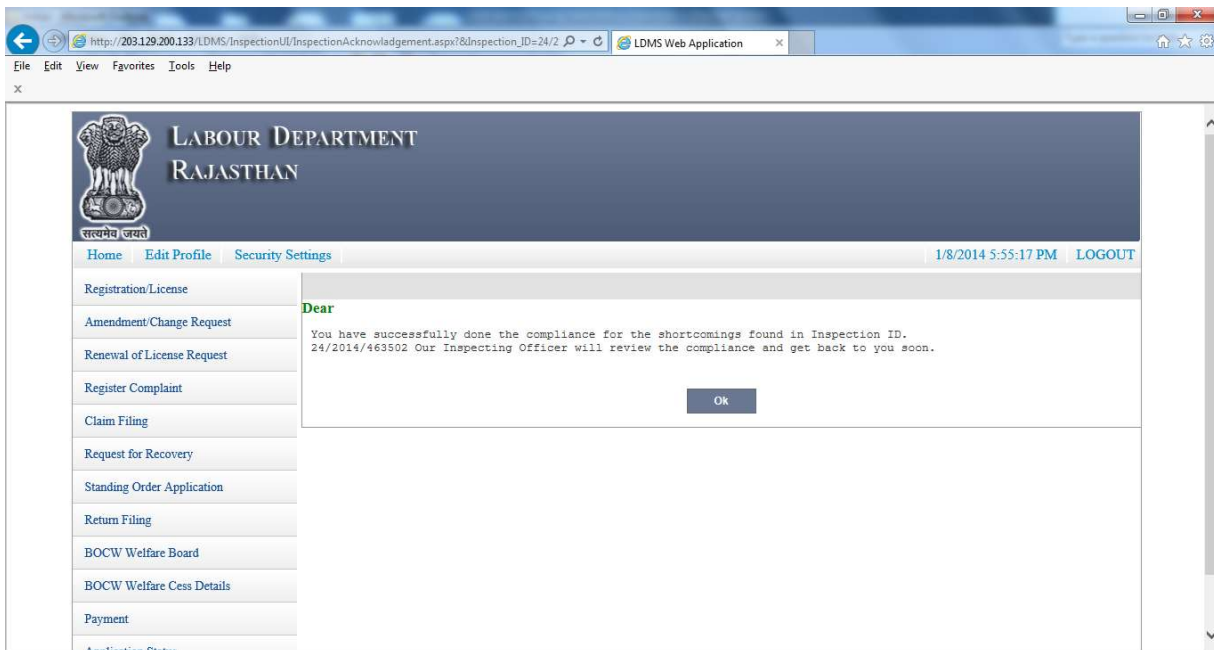 http://203.129.200.133/LDMS/InspectionUI/InspectionAcknowladgement.aspx?&Inspection_ID=24/2
LDMS Web Application
File Edit View Favorites Tools Help
x
LABOUR DEPARTMENT
RAJASTHAN
सत्यमेव जयते
Home Edit Profile Security Settings 1/8/2014 5:55:17 PM LOGOUT
Registration/License
Amendment/Change Request
Renewal of License Request
Register Complaint
Claim Filing
Request for Recovery
Standing Order Application
Return Filing
BOCW Welfare Board
BOCW Welfare Cess Details
Payment
Dear
You have successfully done the compliance for the shortcomings found in Inspection ID.
24/2014/463502 Our Inspecting Officer will review the compliance and get back to you soon.
Ok